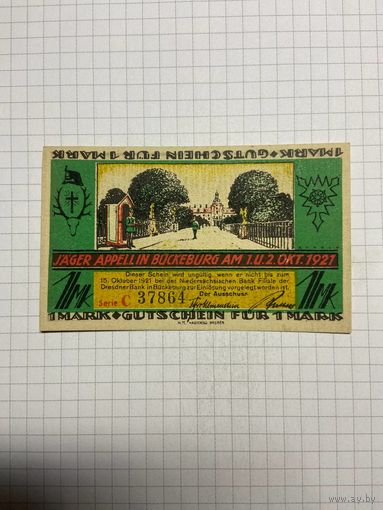 1 MARK ◆ GUTSCHEIN FÜR 1 MARK
JÄGER APPELL IN BÜCKEBURG AM 1. U. 2. OKT. 1921
Dieser Schein wird ungültig, wenn er nicht bis zum
15. Oktober 1921 bei der Niedersächsischen Bank Filiale der
Dresdner Bank in Bückeburg zur Einlösung vorgelegt worden ist.
Serie C 37864 Der Ausschuss:
1 MK 1 MK
1 MARK ◆ GUTSCHEIN FÜR 1 MARK
www.ay.by